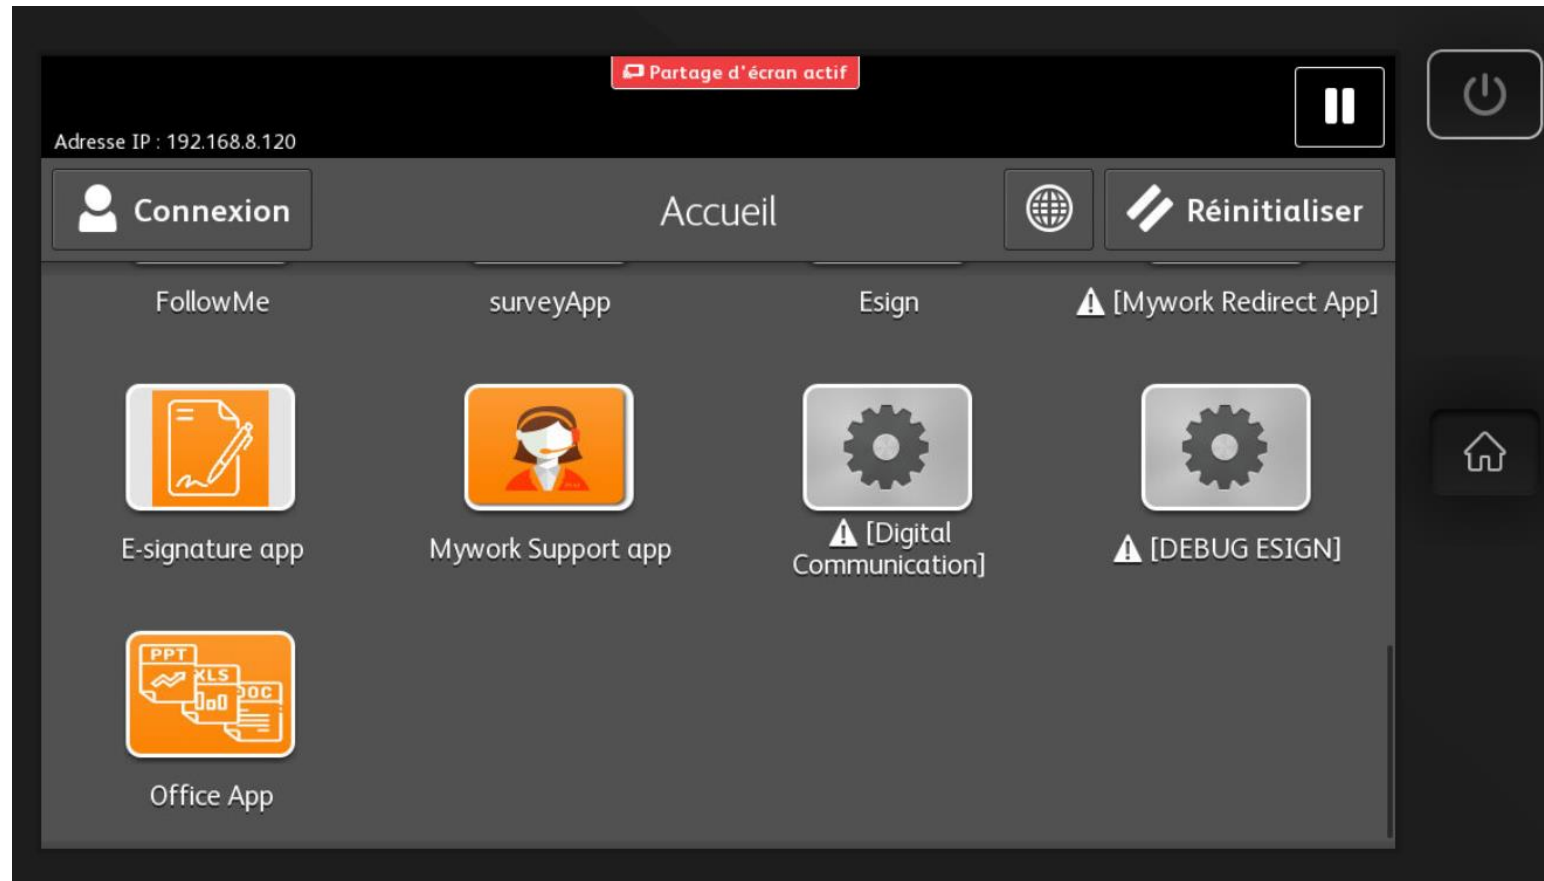 Partage d'écran actif
Adresse IP : 192.168.8.120
Connexion
Accueil
Réinitialiser
FollowMe
surveyApp
Esign
[Mywork Redirect App]
E-signature app
Mywork Support app
[Digital
Communication]
[DEBUG ESIGN]
PPT
XLS
DOC
Office App